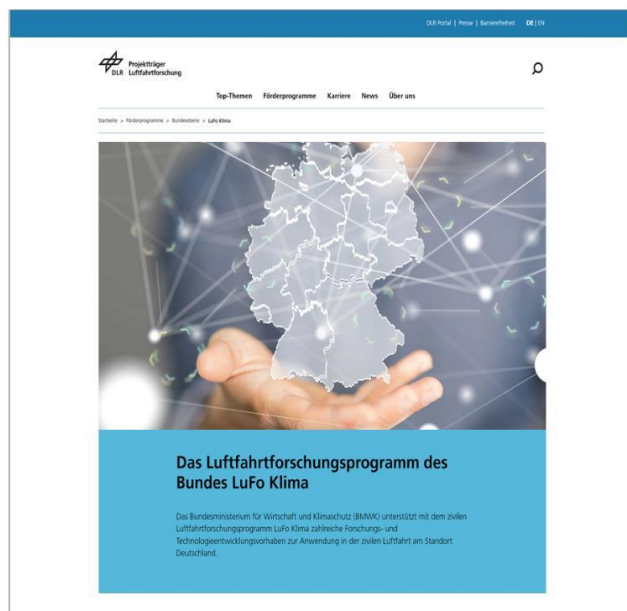 DLR Portal | Presse | Barrierefreiheit DE | EN
Projektträger
DLR Luftfahrtforschung
Top-Themen Förderprogramme Karriere News Über uns
Startseite > Förderprogramme > Bundesebene > LuFo Klima
Das Luftfahrtforschungsprogramm des
Bundes LuFo Klima
Das Bundesministerium für Wirtschaft und Klimaschutz (BMWK) unterstützt mit dem zivilen
Luftfahrtforschungsprogramm LuFo Klima zahlreiche Forschungs- und
Technologieentwicklungsvorhaben zur Anwendung in der zivilen Luftfahrt am Standort
Deutschland.